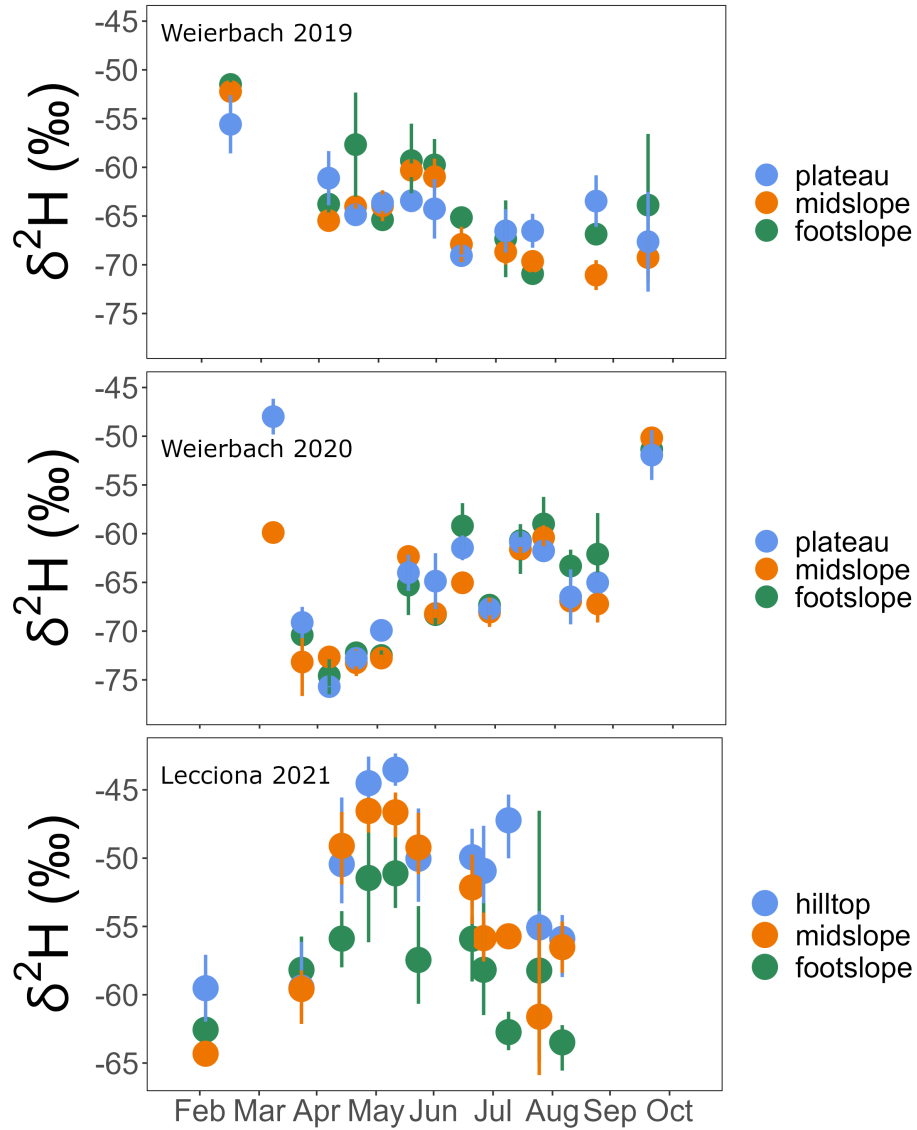 δ²H (‰)
Weierbach 2019
-45
-50
-55
-60
-65
-70
-75
plateau
midslope
footslope
δ²H (‰)
Weierbach 2020
-45
-50
-55
-60
-65
-70
-75
plateau
midslope
footslope
δ²H (‰)
Lecciona 2021
-45
-50
-55
-60
-65
hilltop
midslope
footslope
Feb Mar Apr May Jun Jul Aug Sep Oct